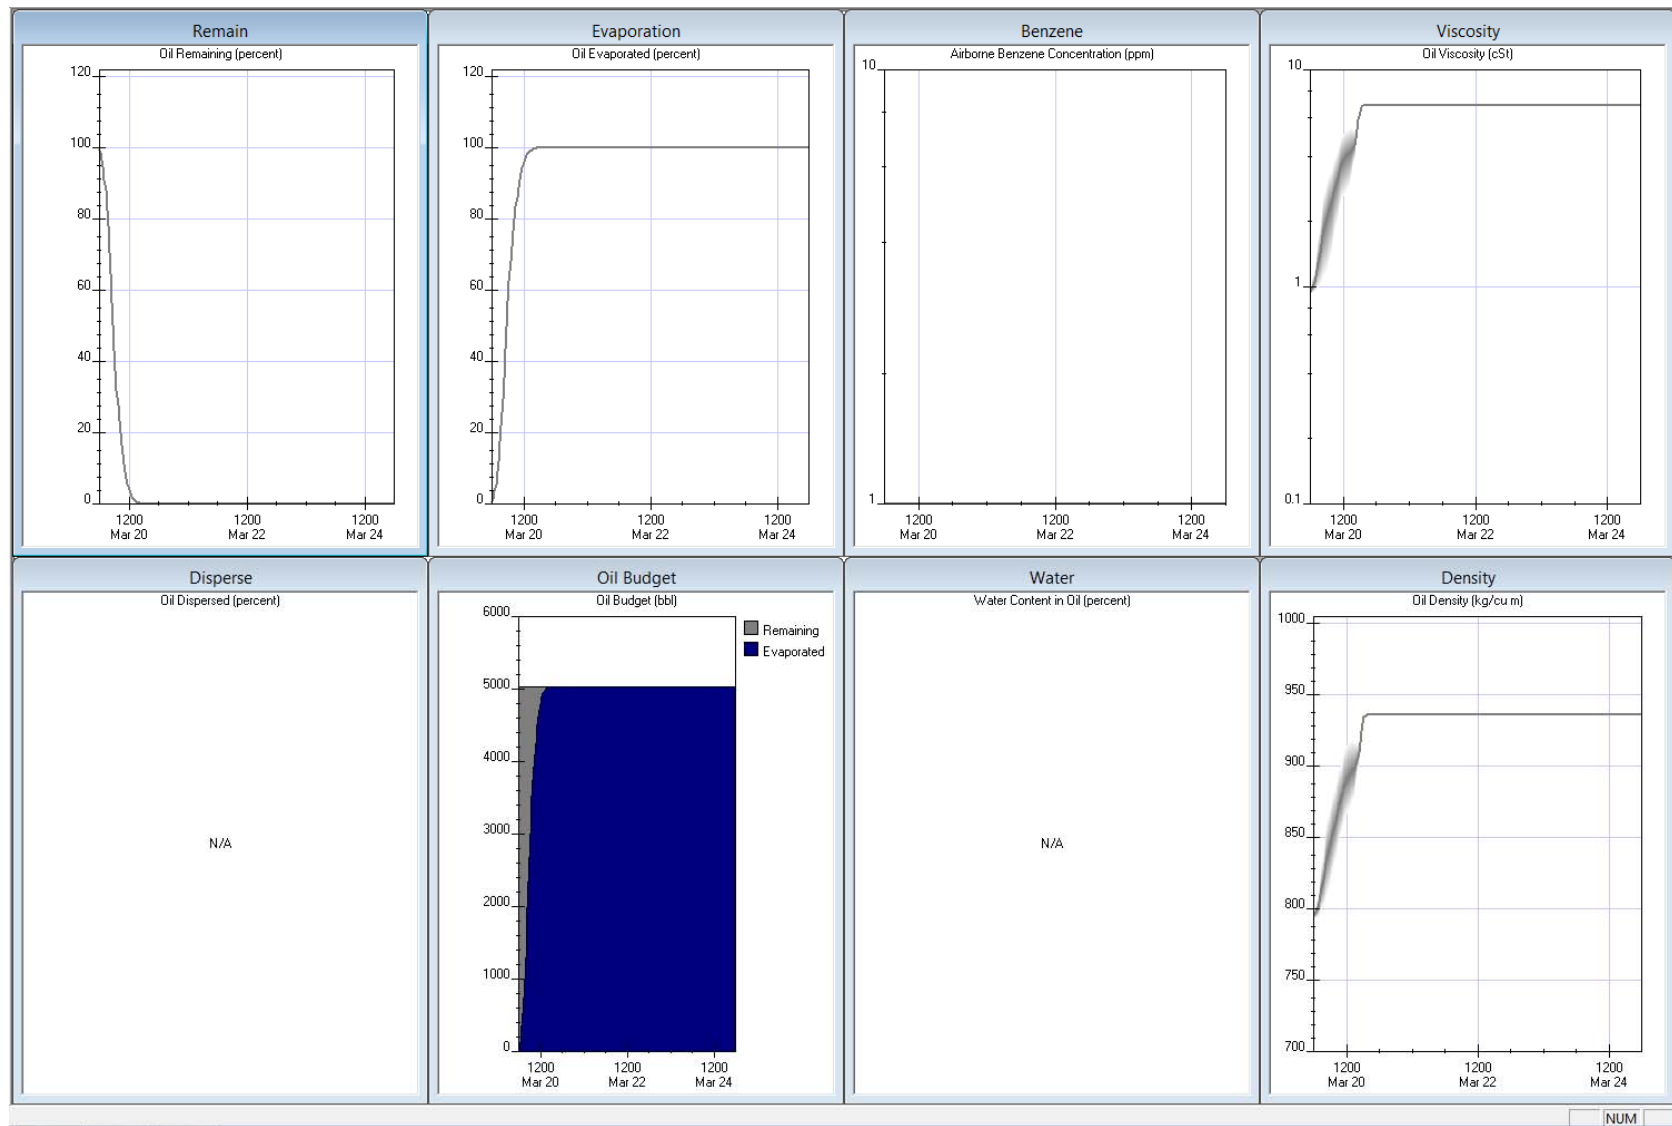 Remain
Oil Remaining (percent)
120
100
80
60
40
20
0
1200 1200 1200
Mar 20 Mar 22 Mar 24
Evaporation
Oil Evaporated (percent)
120
100
80
60
40
20
0
1200 1200 1200
Mar 20 Mar 22 Mar 24
Benzene
Airborne Benzene Concentration (ppm)
10
1
1200 1200 1200
Mar 20 Mar 22 Mar 24
Viscosity
Oil Viscosity (cSt)
10
1
0.1
1200 1200 1200
Mar 20 Mar 22 Mar 24
Disperse
Oil Dispersed (percent)
N/A
Oil Budget
Oil Budget (bbl)
6000
5000
4000
3000
2000
1000
0
1200 1200 1200
Mar 20 Mar 22 Mar 24
Remaining
Evaporated
Water
Water Content in Oil (percent)
N/A
Density
Oil Density (kg/cu m)
1000
950
900
850
800
750
700
1200 1200 1200
Mar 20 Mar 22 Mar 24
NUM